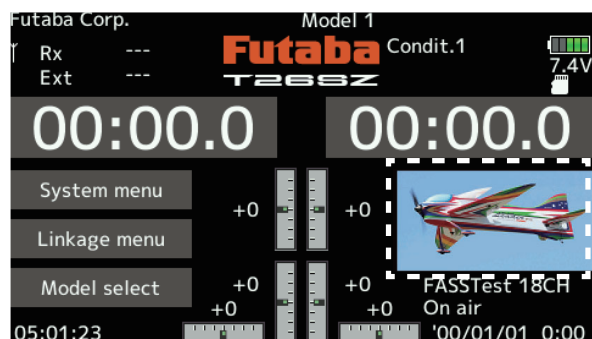 Futaba Corp.
Model 1
Rx ---
Ext ---
Futaba
T26SZ
Condit.1
7.4V
00:00.0
00:00.0
System menu
Linkage menu
Model select
+0
+0
+0
+0
+0
+0
FASSTest 18CH
On air
05:01:23
'00/01/01 0:00